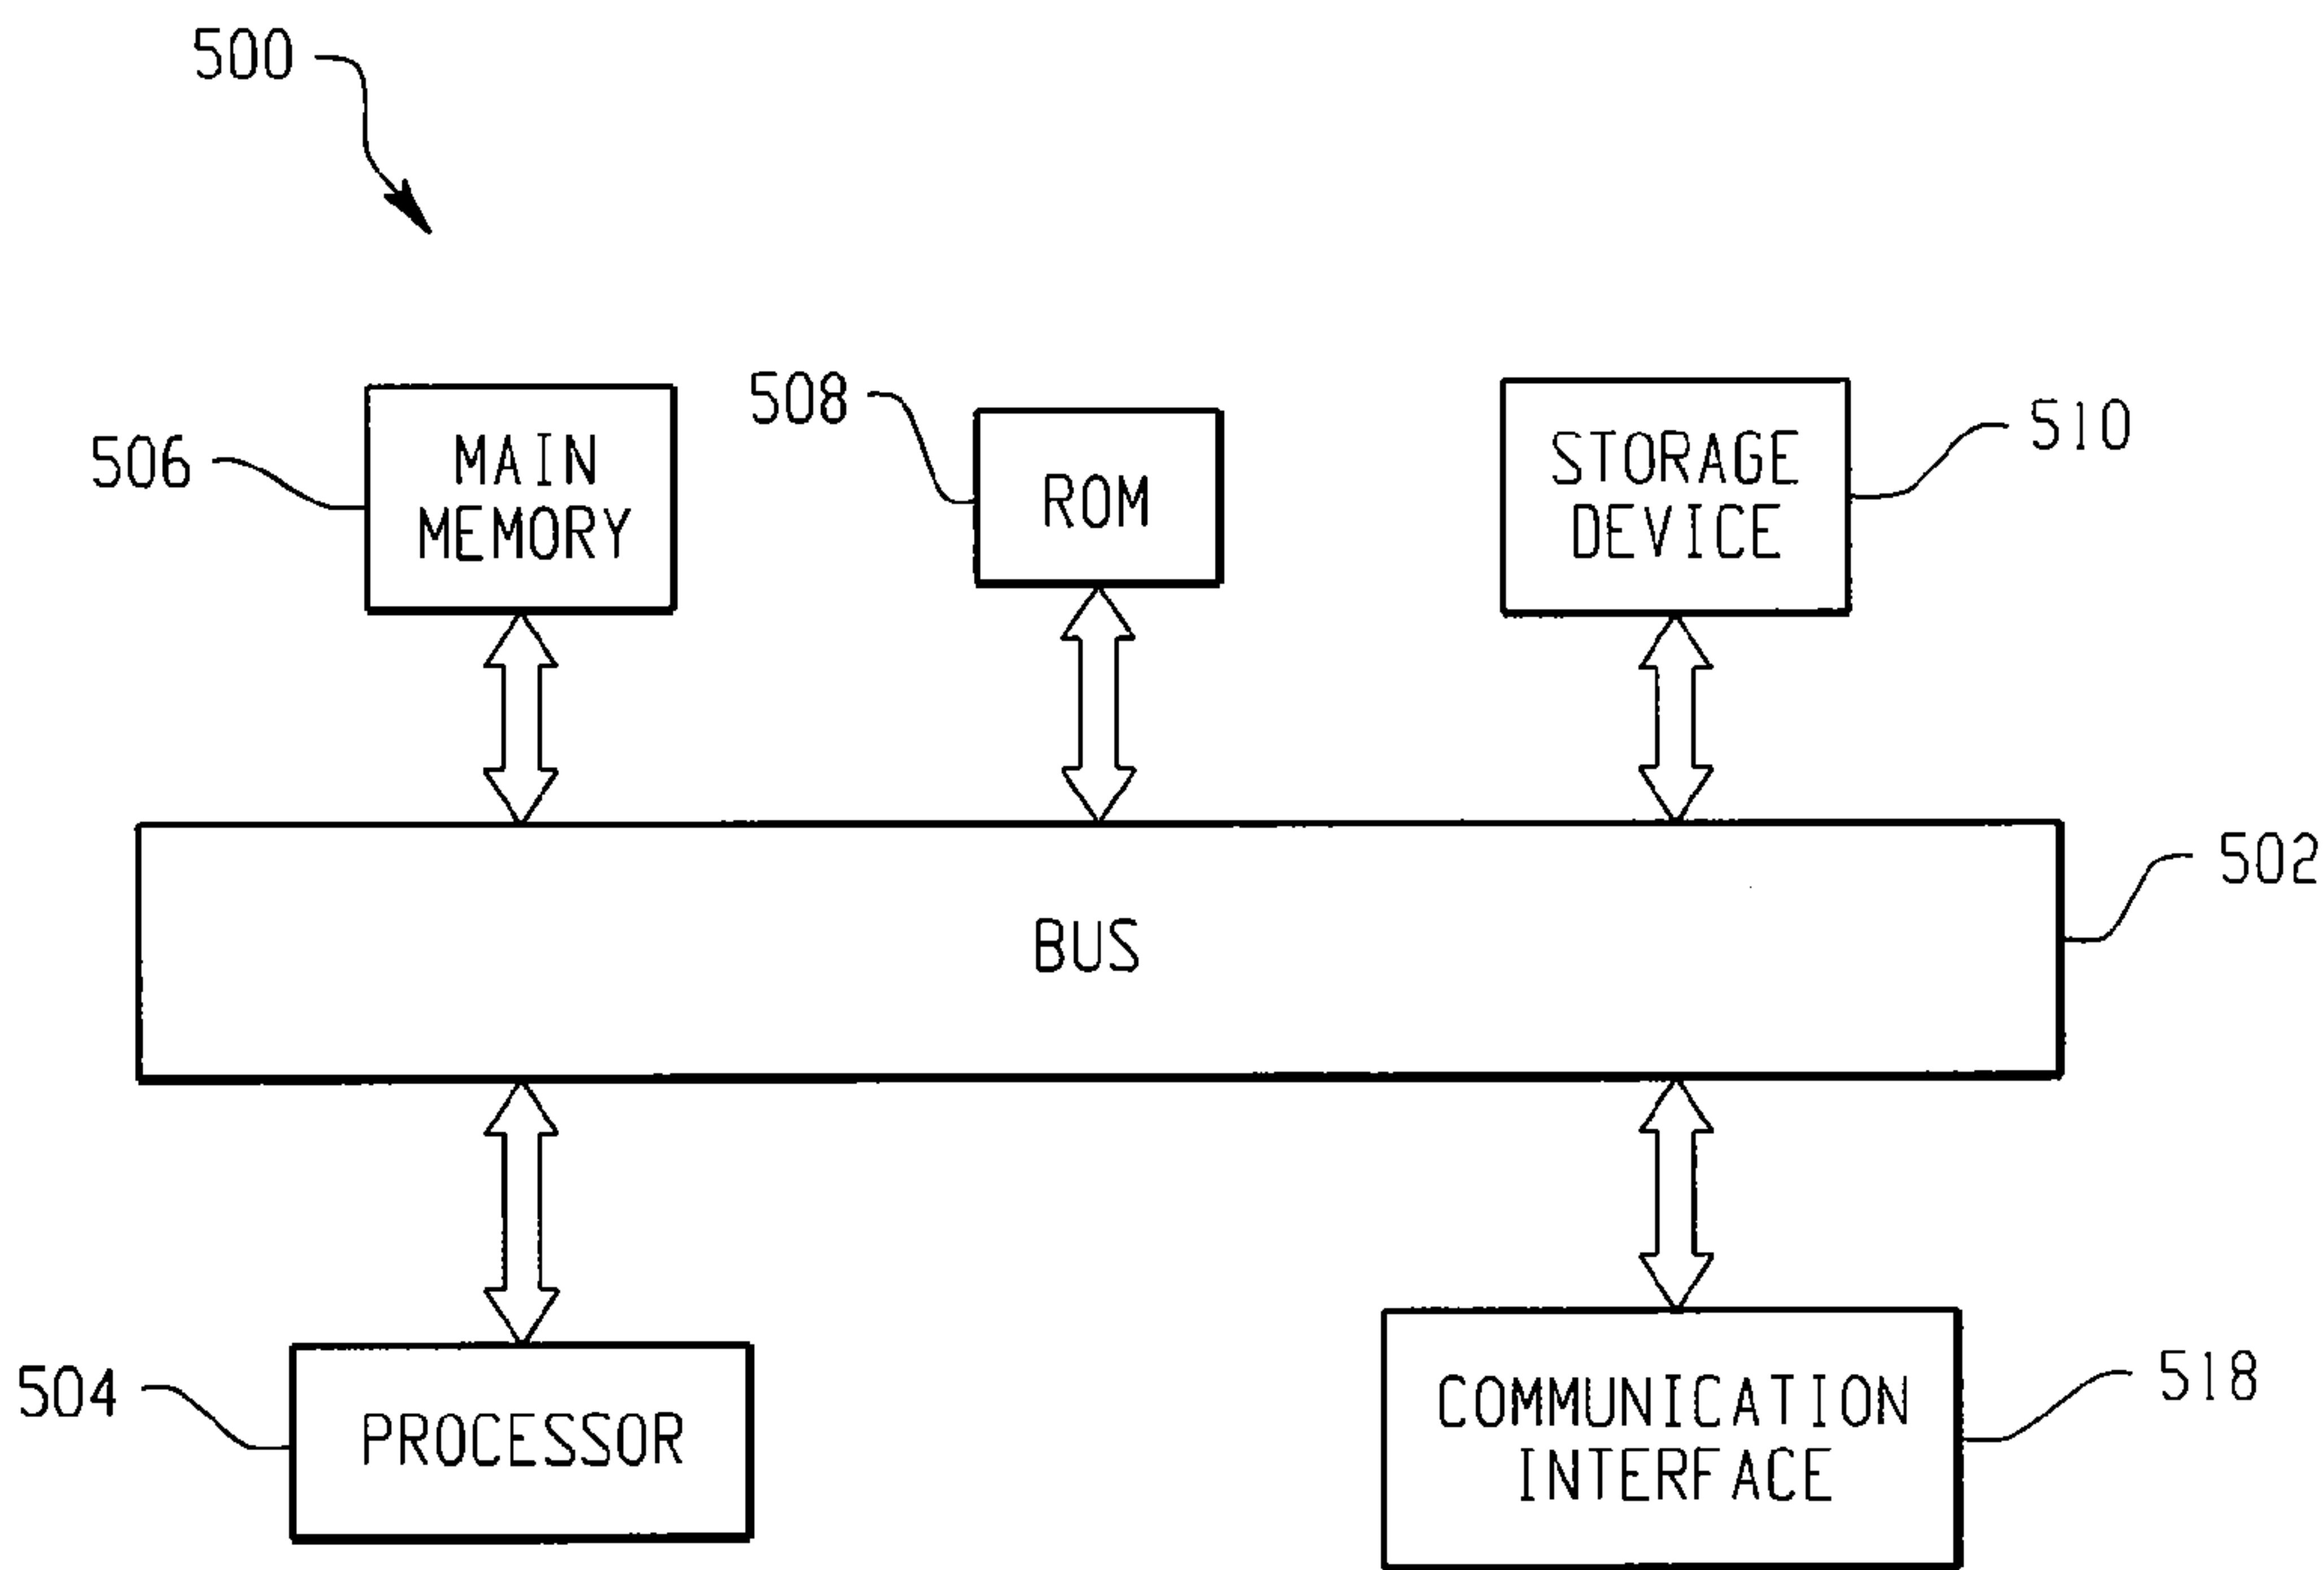 500
506
MAIN
MEMORY
508
ROM
STORAGE
DEVICE
510
BUS
502
504
PROCESSOR
COMMUNICATION
INTERFACE
518